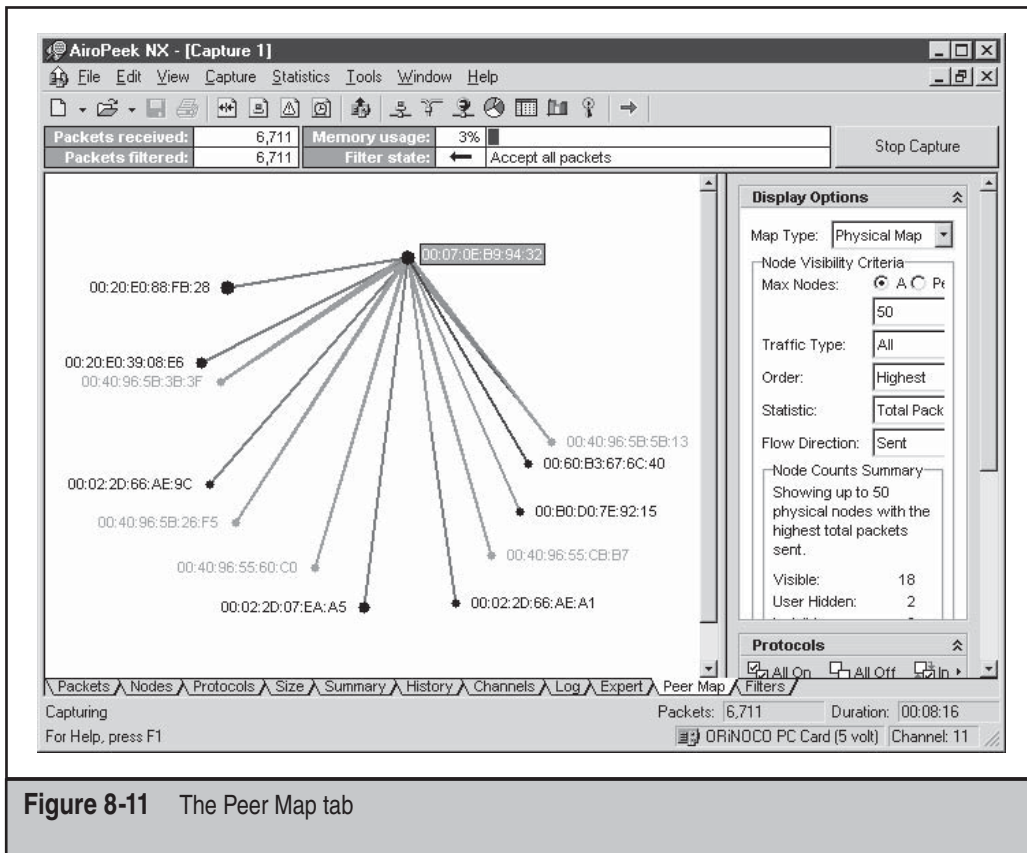 AiroPeek NX - [Capture 1]
File Edit View Capture Statistics Tools Window Help
Packets received: 6,711 Memory usage: 3%
Packets filtered: 6,711 Filter state: Accept all packets
Stop Capture
00:07:0E:B9:94:32
00:20:E0:88:FB:28
00:20:E0:39:08:E6
00:40:96:5B:3B:3F
00:40:96:5B:5B:13
00:60:B3:67:6C:40
00:02:2D:66:AE:9C
00:B0:D0:7E:92:15
00:40:96:5B:26:F5
00:40:96:55:CB:B7
00:40:96:55:60:C0
00:02:2D:07:EA:A5
00:02:2D:66:AE:A1
Display Options
Map Type: Physical Map
Node Visibility Criteria
Max Nodes: A Pe
50
Traffic Type: All
Order: Highest
Statistic: Total Pack
Flow Direction: Sent
Node Counts Summary
Showing up to 50
physical nodes with the
highest total packets
sent.
Visible: 18
User Hidden: 2
Protocols
All On All Off In
Packets Nodes Protocols Size Summary History Channels Log Expert Peer Map Filters
Capturing Packets: 6,711 Duration: 00:08:16
For Help, press F1 ORiNOCO PC Card (5 volt) Channel: 11
Figure 8-11 The Peer Map tab